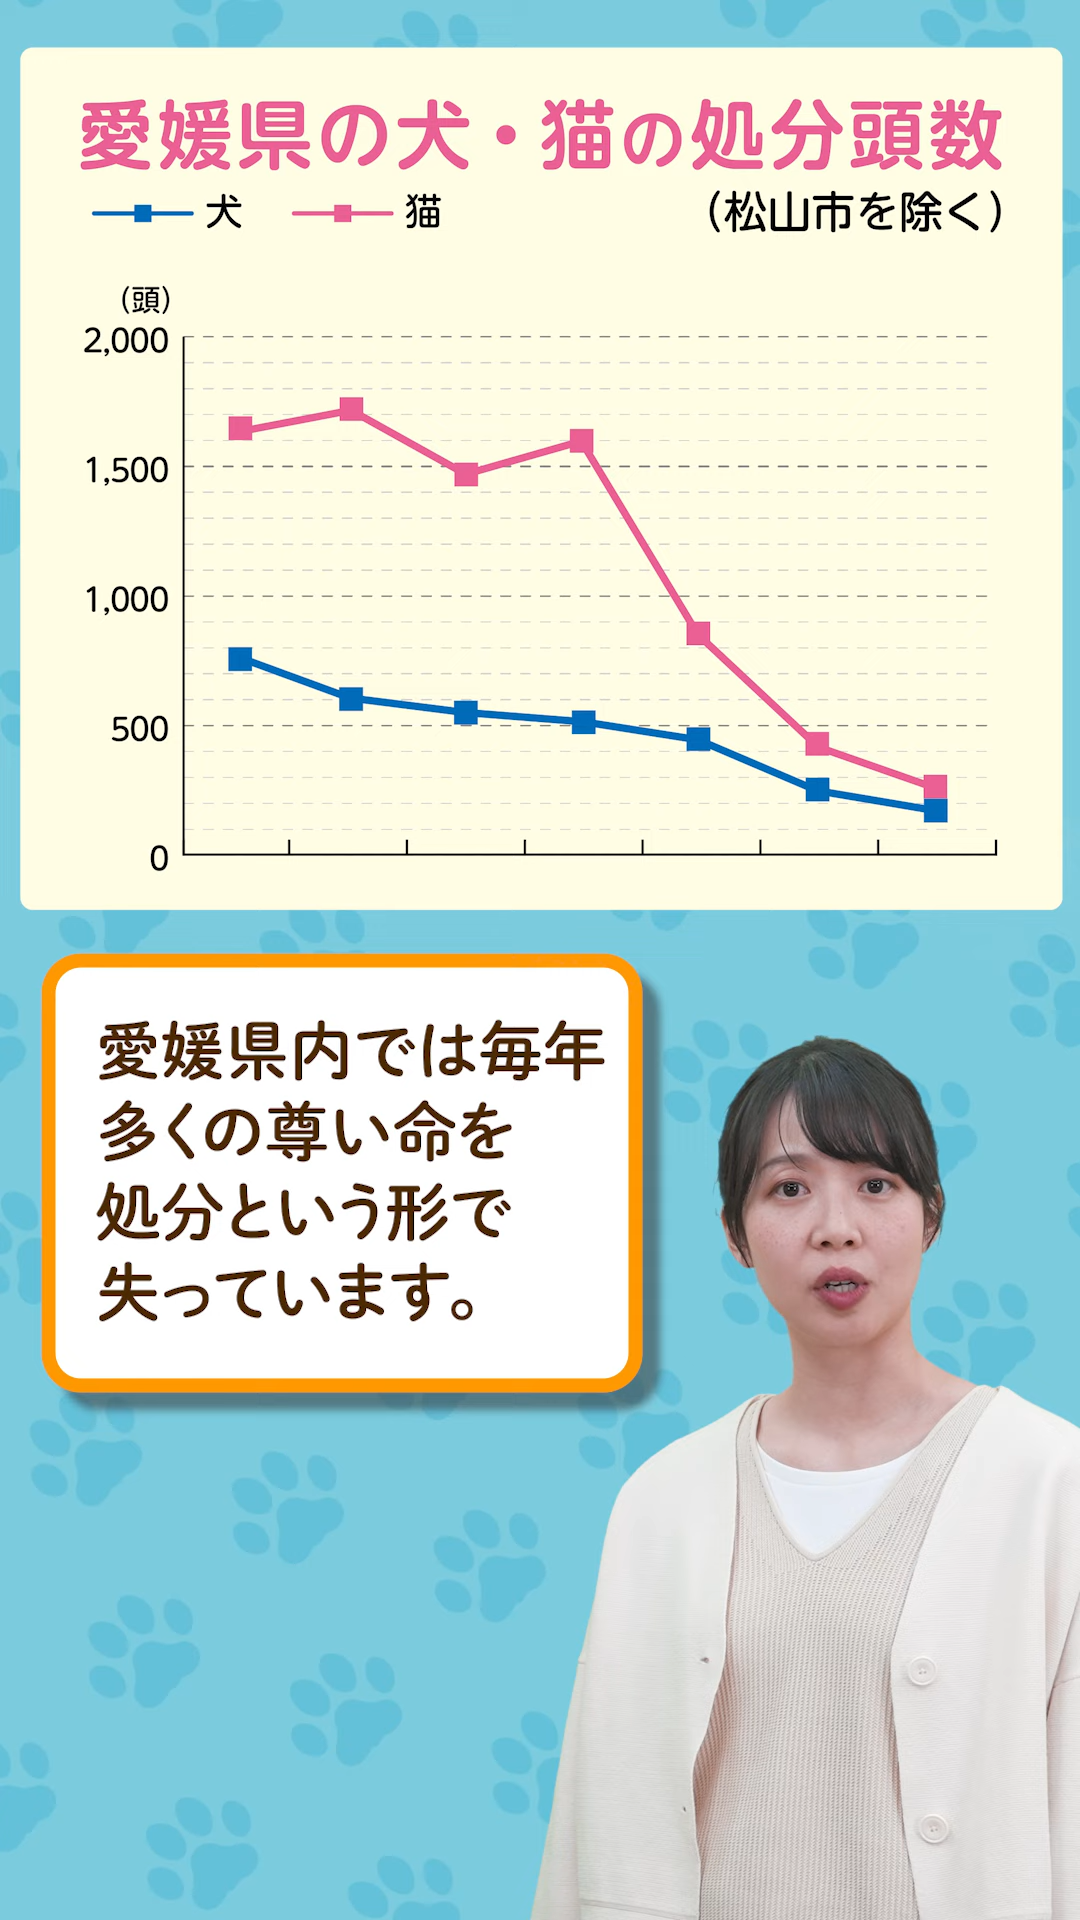 愛媛県の犬・猫の処分頭数
犬 猫 （松山市を除く）
（頭）
2,000
1,500
1,000
500
0
愛媛県内では毎年
多くの尊い命を
処分という形で
失っています。